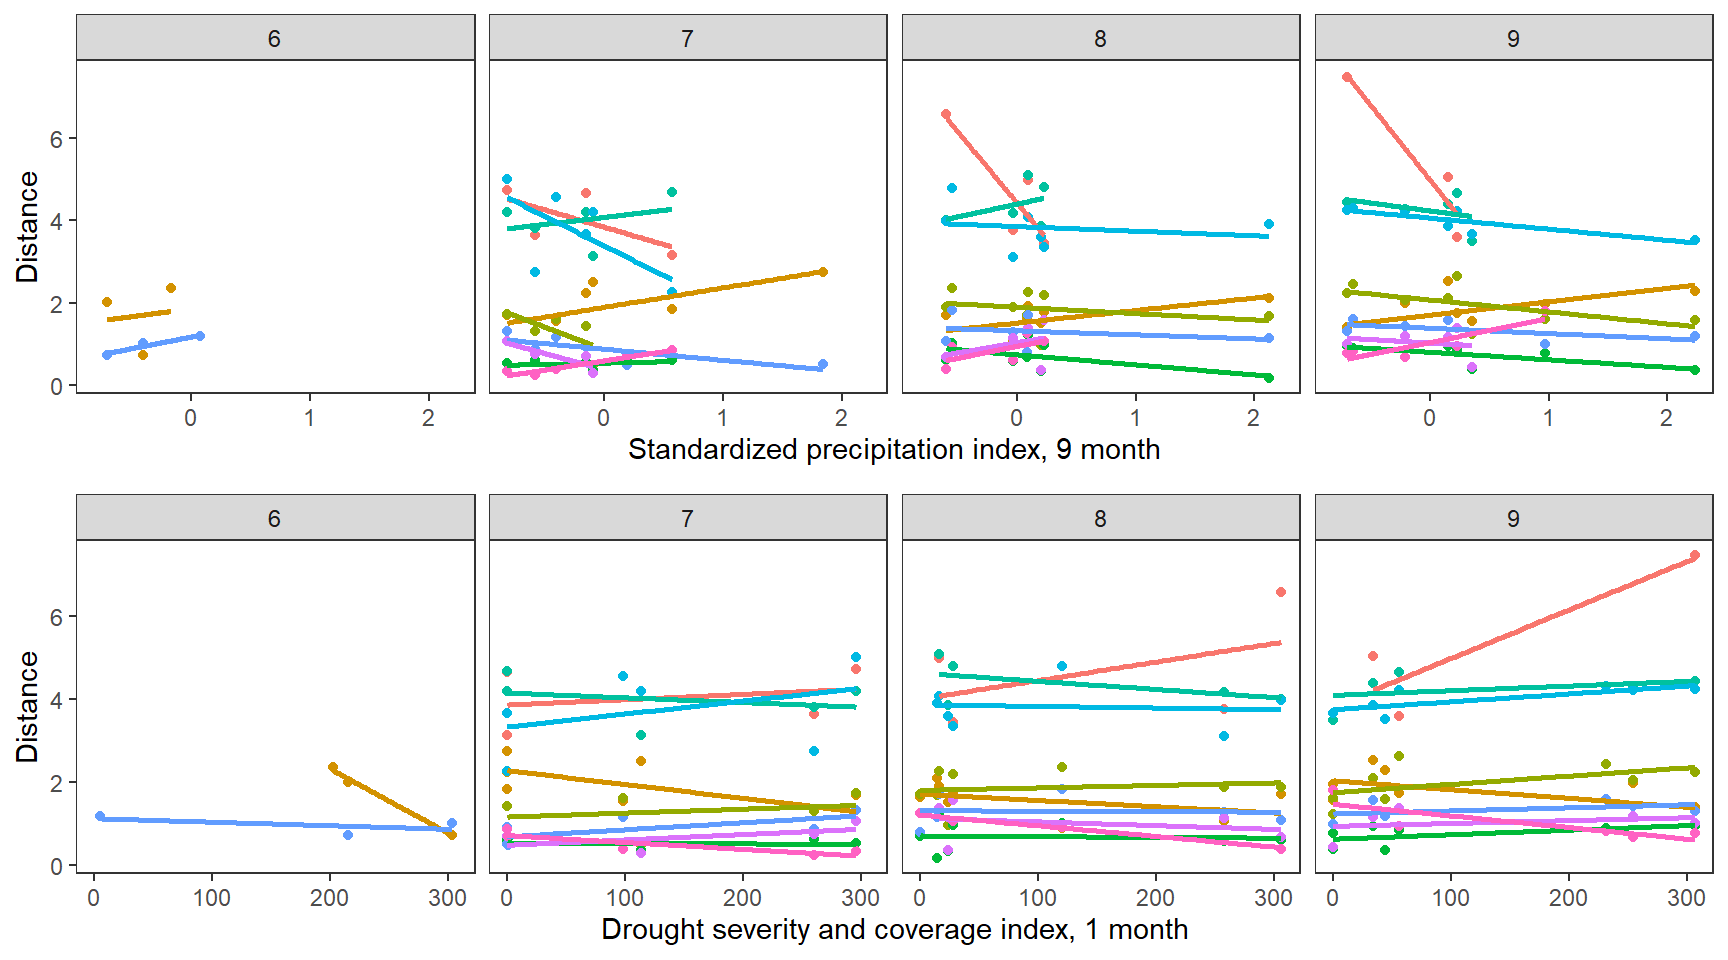 6 7 8 9
6
4
2
0
Distance
0 1 2 0 1 2 0 1 2 0 1 2
Standardized precipitation index, 9 month
6 7 8 9
6
4
2
0
Distance
0 100 200 300 0 100 200 300 0 100 200 300 0 100 200 300
Drought severity and coverage index, 1 month